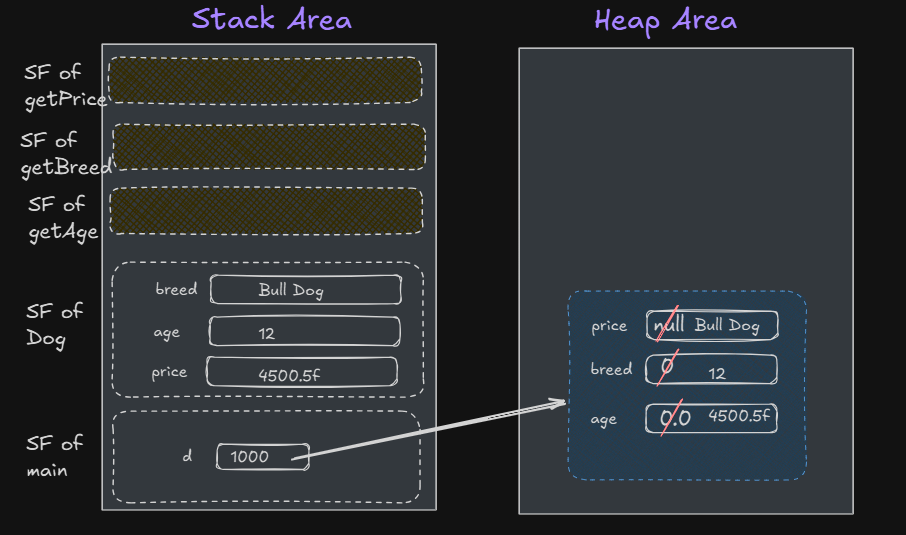 Stack Area
Heap Area
SF of
getPrice
SF of
getBreed
SF of
getAge
SF of
Dog
breed Bull Dog
age 12
price 4500.5f
SF of
main
d 1000
price null Bull Dog
breed 0 12
age 0.0 4500.5f